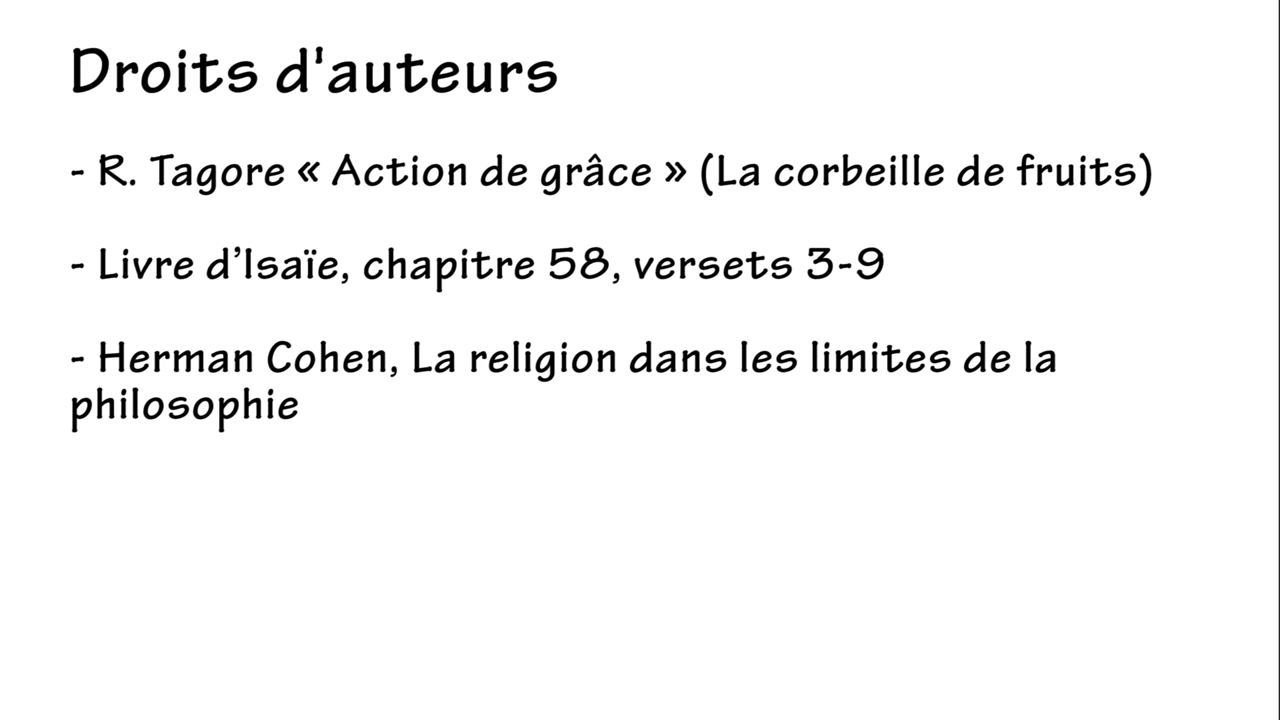 Droits d'auteurs
- R. Tagore « Action de grâce » (La corbeille de fruits)
- Livre d’Isaïe, chapitre 58, versets 3-9
- Herman Cohen, La religion dans les limites de la
philosophie